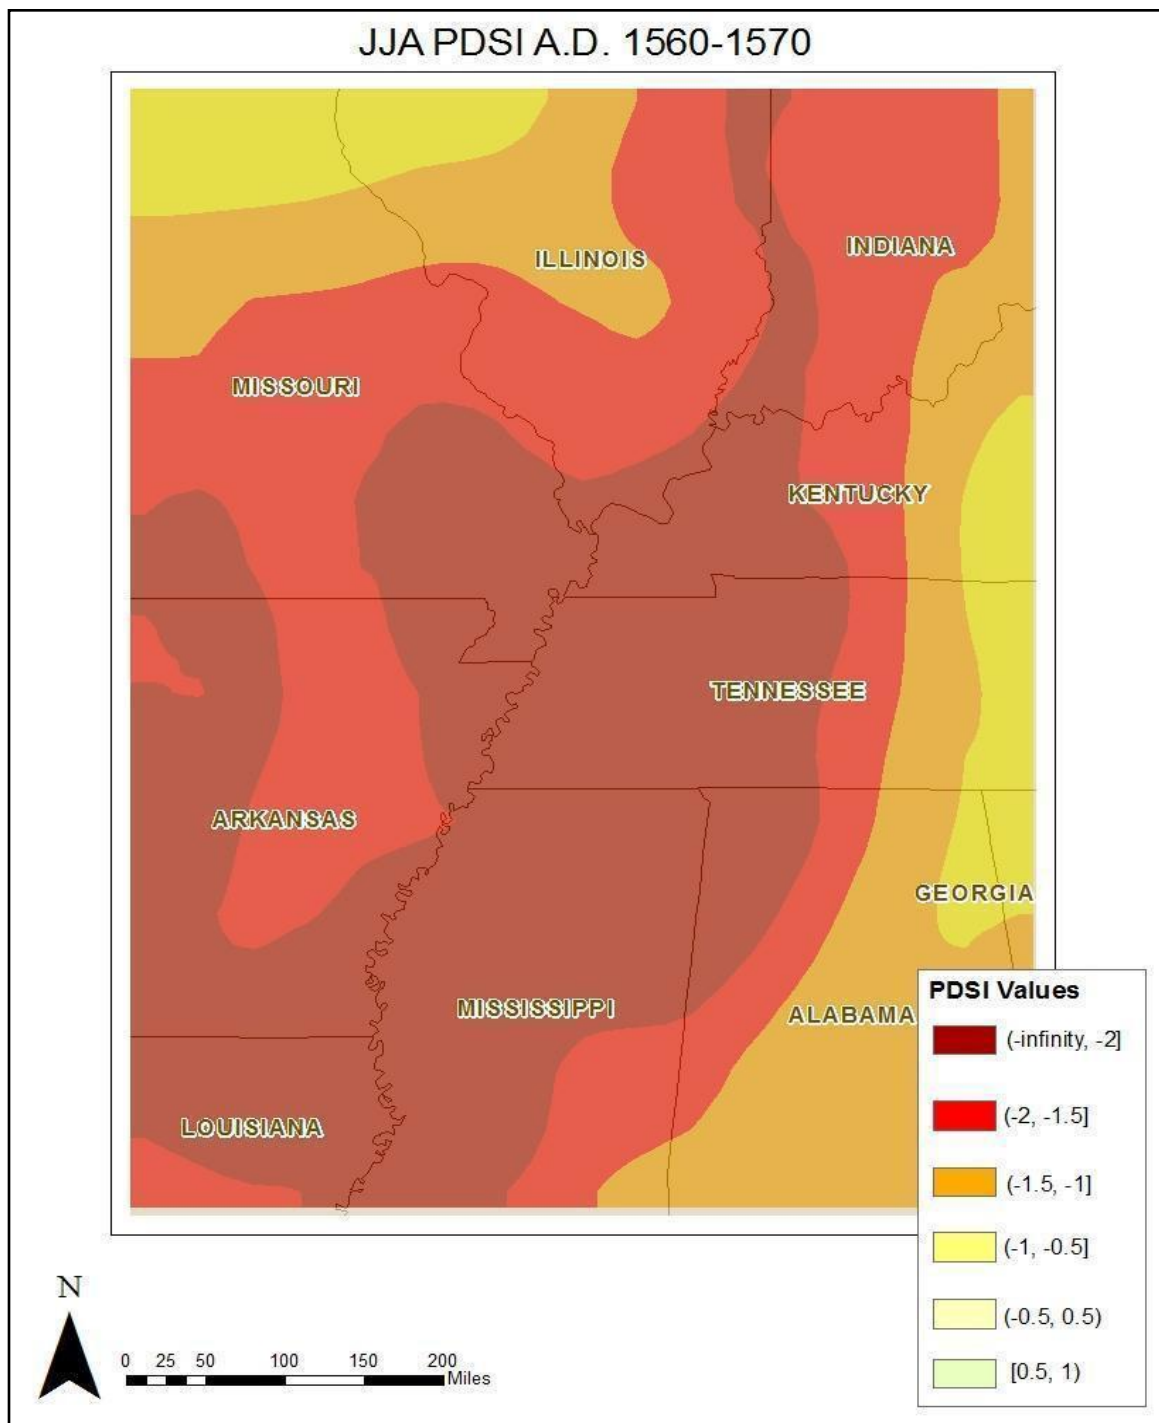 JJA PDSI A.D. 1560-1570
ILLINOIS
INDIANA
MISSOURI
KENTUCKY
TENNESSEE
ARKANSAS
GEORGIA
MISSISSIPPI
ALABAMA
LOUISIANA
PDSI Values
(-infinity, -2]
(-2, -1.5]
(-1.5, -1]
(-1, -0.5]
(-0.5, 0.5)
[0.5, 1)
N
0 25 50 100 150 200
Miles